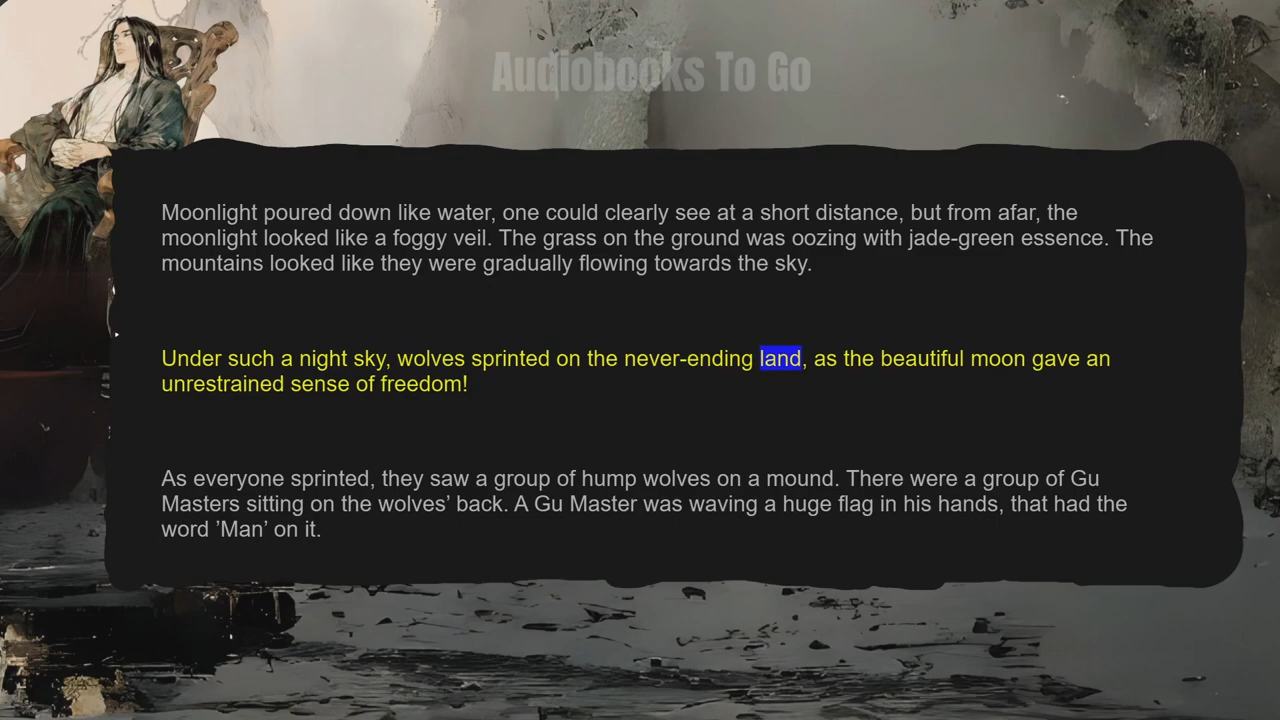 Audiobooks To Go
Moonlight poured down like water, one could clearly see at a short distance, but from afar, the
moonlight looked like a foggy veil. The grass on the ground was oozing with jade-green essence. The
mountains looked like they were gradually flowing towards the sky.
Under such a night sky, wolves sprinted on the never-ending land, as the beautiful moon gave an
unrestrained sense of freedom!
As everyone sprinted, they saw a group of hump wolves on a mound. There were a group of Gu
Masters sitting on the wolves’ back. A Gu Master was waving a huge flag in his hands, that had the
word ’Man’ on it.